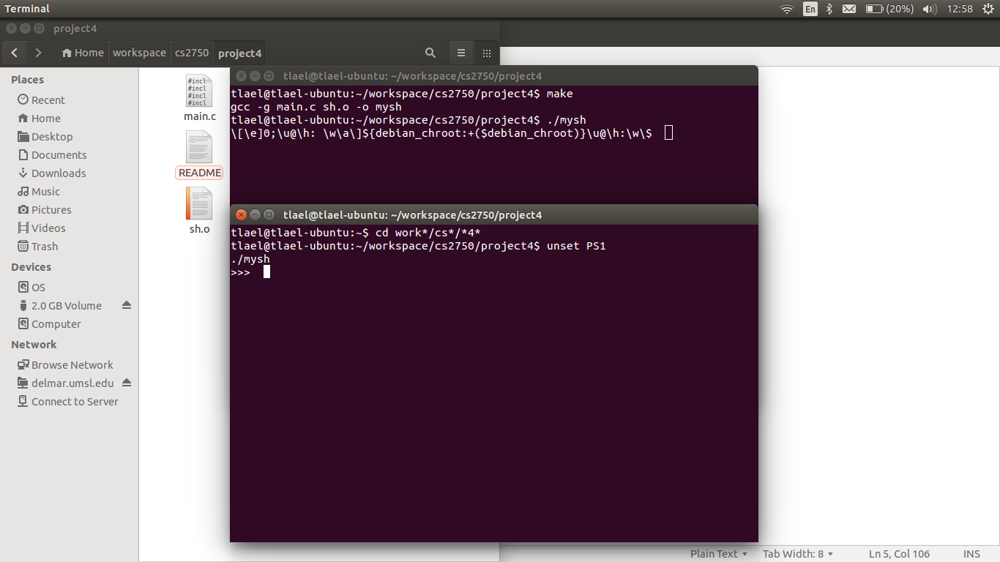 Terminal
En
(20%)
12:58
project4
Home
workspace
cs2750
project4
Places
Recent
Home
Desktop
Documents
Downloads
Music
Pictures
Videos
Trash
Devices
OS
2.0 GB Volume
Computer
Network
Browse Network
delmar.umsl.edu
Connect to Server
#incl
#incl
#incl
#incl
main.c
README
sh.o
tlael@tlael-ubuntu: ~/workspace/cs2750/project4
tlael@tlael-ubuntu:~/workspace/cs2750/project4$ make
gcc -g main.c sh.o -o mysh
tlael@tlael-ubuntu:~/workspace/cs2750/project4$ ./mysh
\[\e]0;\u@\h: \w\a\]${debian_chroot:+($debian_chroot)}\u@\h:\w\$
tlael@tlael-ubuntu: ~/workspace/cs2750/project4
tlael@tlael-ubuntu:~$ cd work*/cs*/*4*
tlael@tlael-ubuntu:~/workspace/cs2750/project4$ unset PS1
./mysh
>>>
Plain Text
Tab Width: 8
Ln 5, Col 106
INS